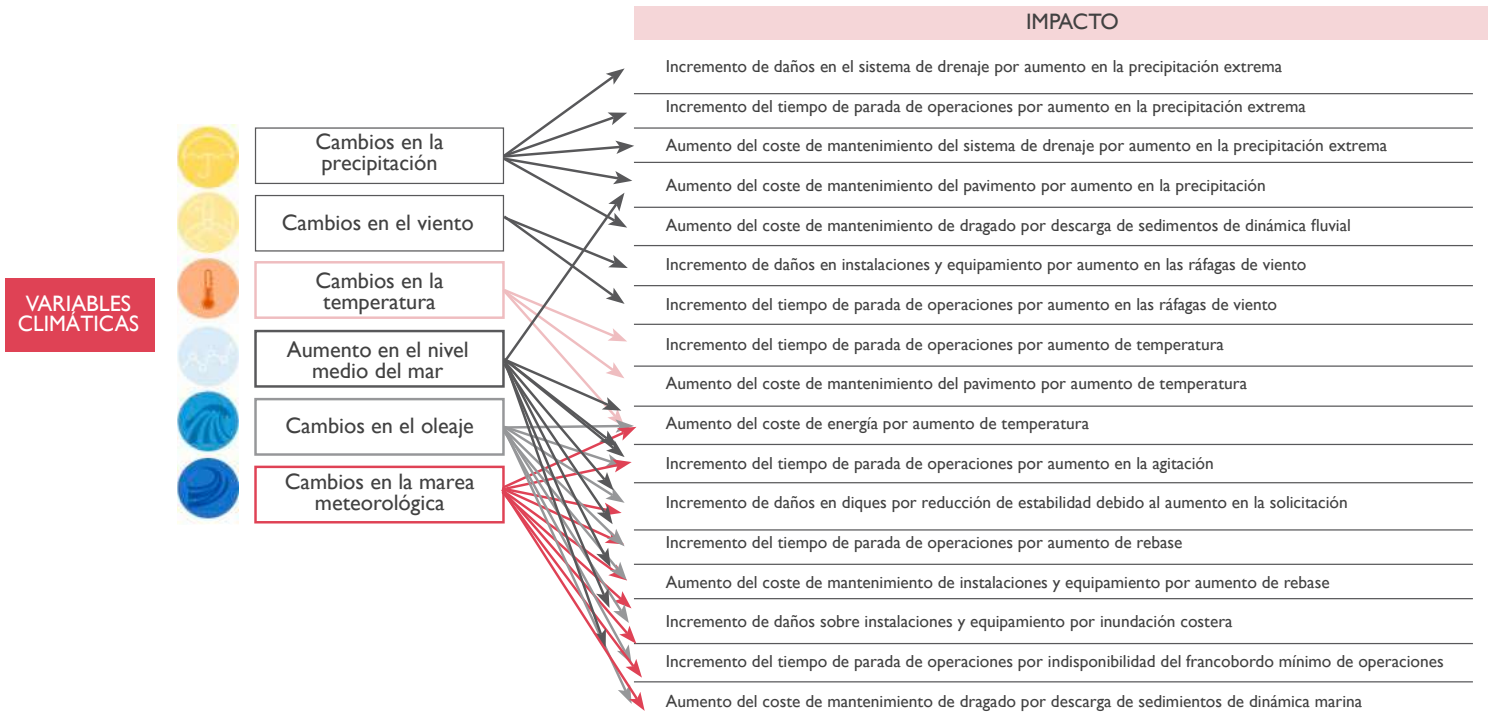 IMPACTO
Incremento de daños en el sistema de drenaje por aumento en la precipitación extrema
Incremento del tiempo de parada de operaciones por aumento en la precipitación extrema
Aumento del coste de mantenimiento del sistema de drenaje por aumento en la precipitación extrema
Aumento del coste de mantenimiento del pavimento por aumento en la precipitación
Aumento del coste de mantenimiento de dragado por descarga de sedimentos de dinámica fluvial
Incremento de daños en instalaciones y equipamiento por aumento en las ráfagas de viento
Incremento del tiempo de parada de operaciones por aumento en las ráfagas de viento
Incremento del tiempo de parada de operaciones por aumento de temperatura
Aumento del coste de mantenimiento del pavimento por aumento de temperatura
Aumento del coste de energía por aumento de temperatura
Incremento del tiempo de parada de operaciones por aumento en la agitación
Incremento de daños en diques por reducción de estabilidad debido al aumento en la solicitación
Incremento del tiempo de parada de operaciones por aumento de rebase
Aumento del coste de mantenimiento de instalaciones y equipamiento por aumento de rebase
Incremento de daños sobre instalaciones y equipamiento por inundación costera
Incremento del tiempo de parada de operaciones por indisponibilidad del francobordo mínimo de operaciones
Aumento del coste de mantenimiento de dragado por descarga de sedimientos de dinámica marina
VARIABLES
CLIMÁTICAS
Cambios en la
precipitación
Cambios en el viento
Cambios en la
temperatura
Aumento en el nivel
medio del mar
Cambios en el oleaje
Cambios en la marea
meteorológica